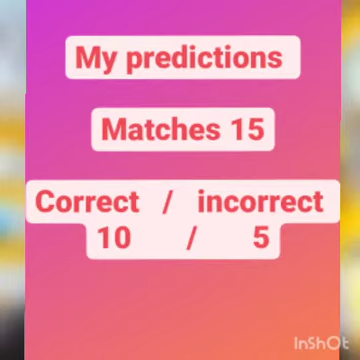 My predictions
Matches 15
Correct / incorrect
10 / 5
InShOt